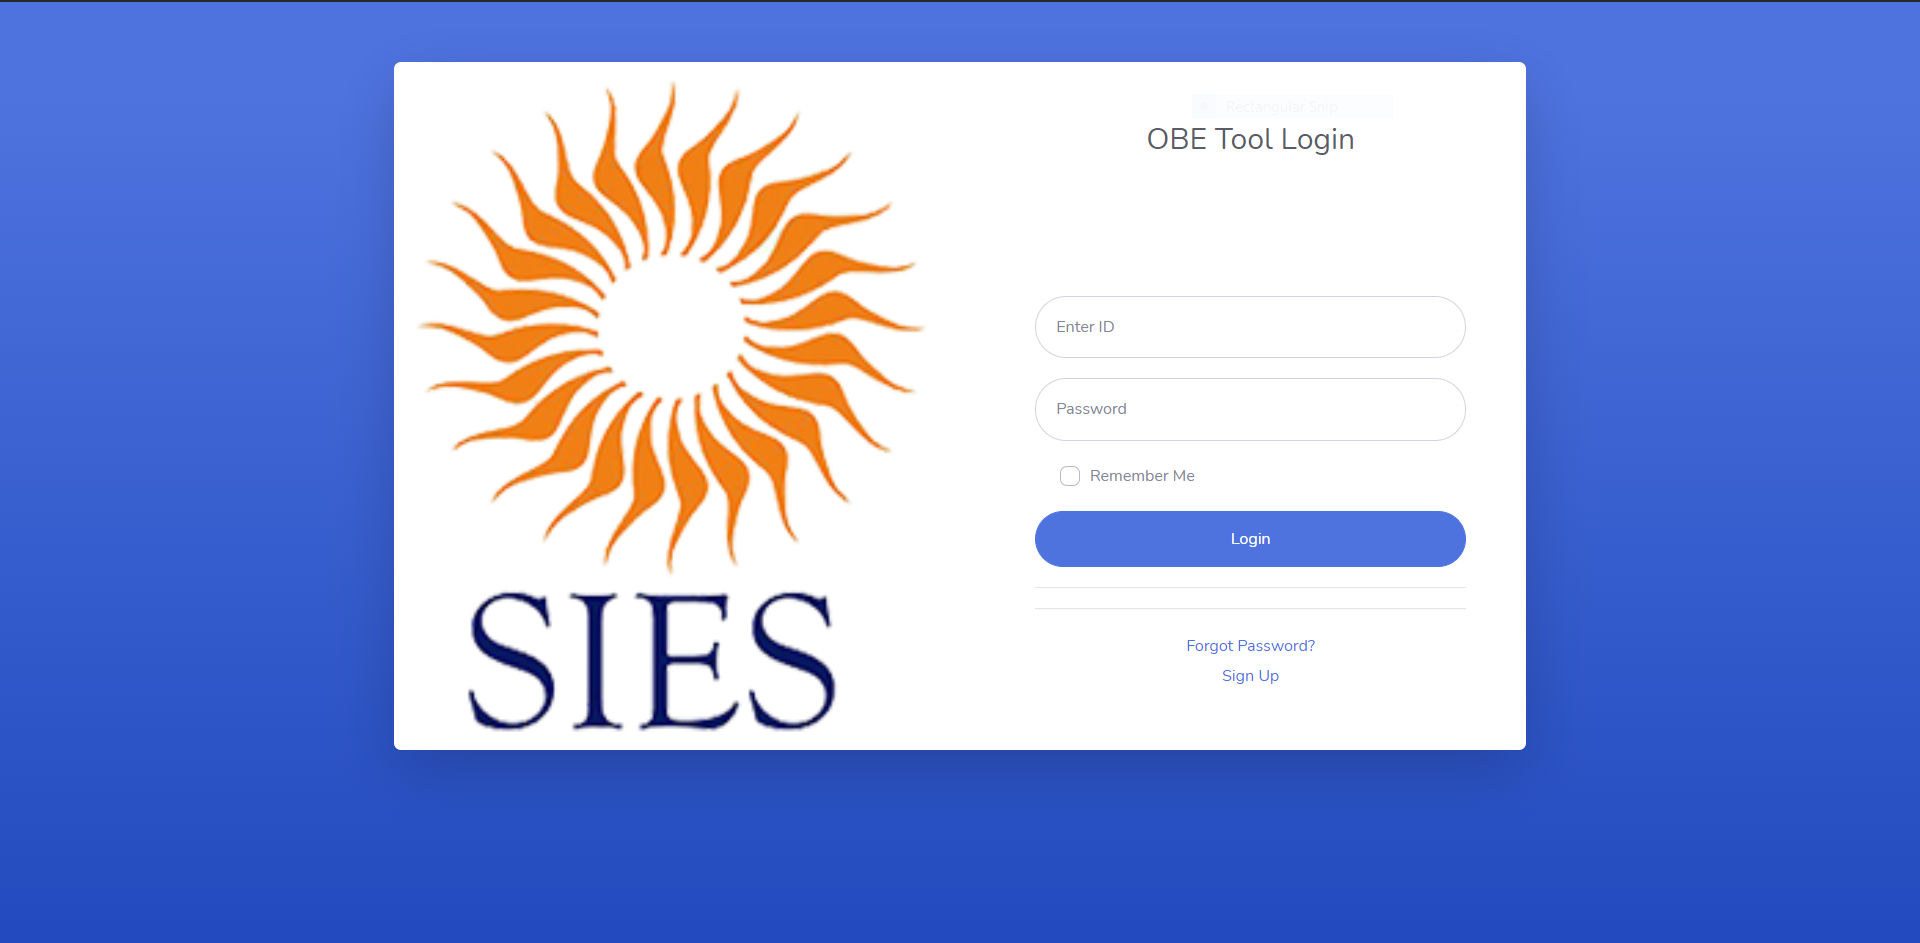 SIES
Rectangular Snip
OBE Tool Login
Enter ID
Password
Remember Me
Login
Forgot Password?
Sign Up